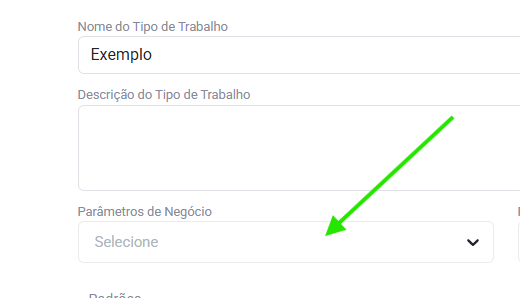 Nome do Tipo de Trabalho
Exemplo
Descrição do Tipo de Trabalho
Parâmetros de Negócio
Selecione
Padrões